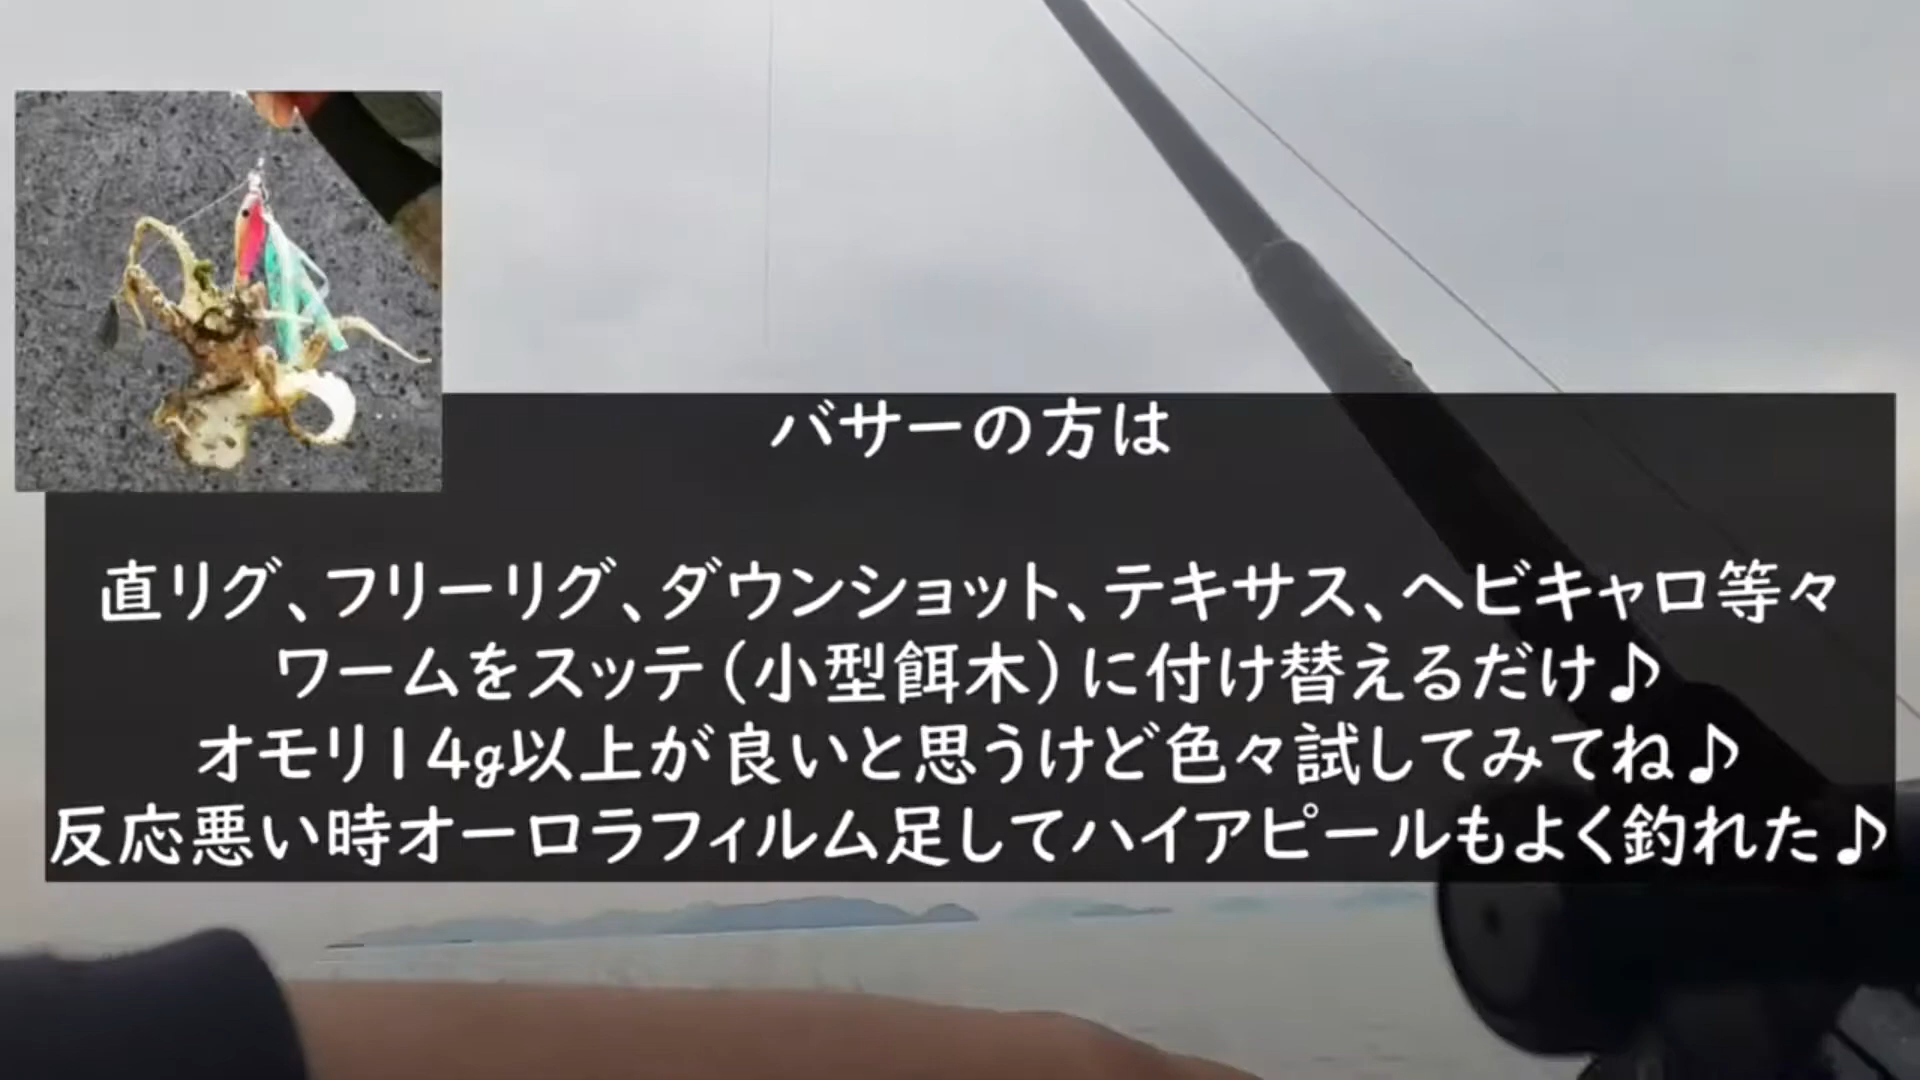 バサーの方は
直リグ、フリーリグ、ダウンショット、テキサス、ヘビキャロ等々
ワームをスッテ（小型餌木）に付け替えるだけ♪
オモリ14g以上が良いと思うけど色々試してみてね♪
反応悪い時オーロラフィルム足してハイアピールもよく釣れた♪